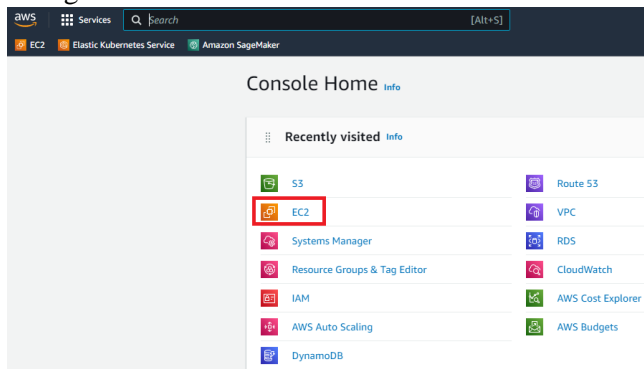 aws Services Search [Alt+S]
EC2 Elastic Kubernetes Service Amazon SageMaker
Console Home Info
Recently visited Info
S3
EC2
Systems Manager
Resource Groups & Tag Editor
IAM
AWS Auto Scaling
DynamoDB
Route 53
VPC
RDS
CloudWatch
AWS Cost Explorer
AWS Budgets